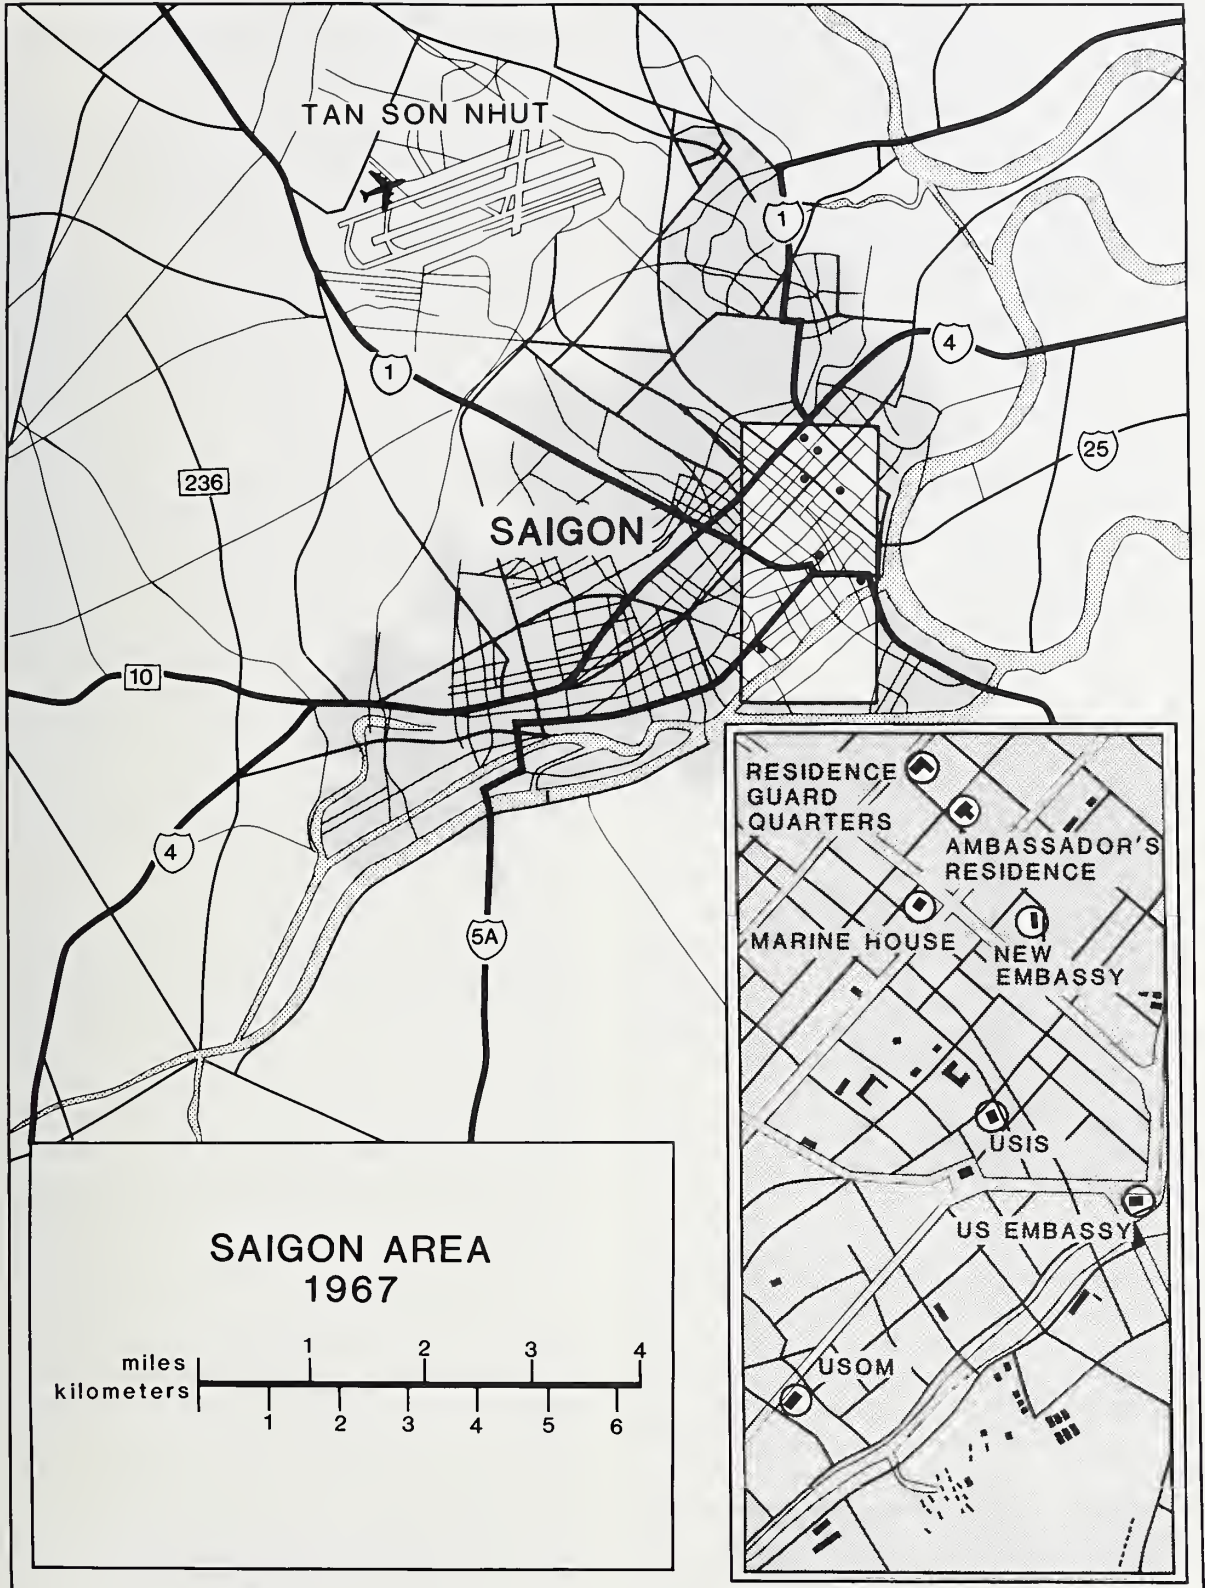 TAN SON NHUT
1
4
1
25
236
SAIGON
10
4
5A
RESIDENCE
GUARD
QUARTERS
AMBASSADOR'S
RESIDENCE
MARINE HOUSE
NEW
EMBASSY
USIS
US EMBASSY
USOM
SAIGON AREA
1967
1 2 3 4
miles
kilometers
1 2 3 4 5 6